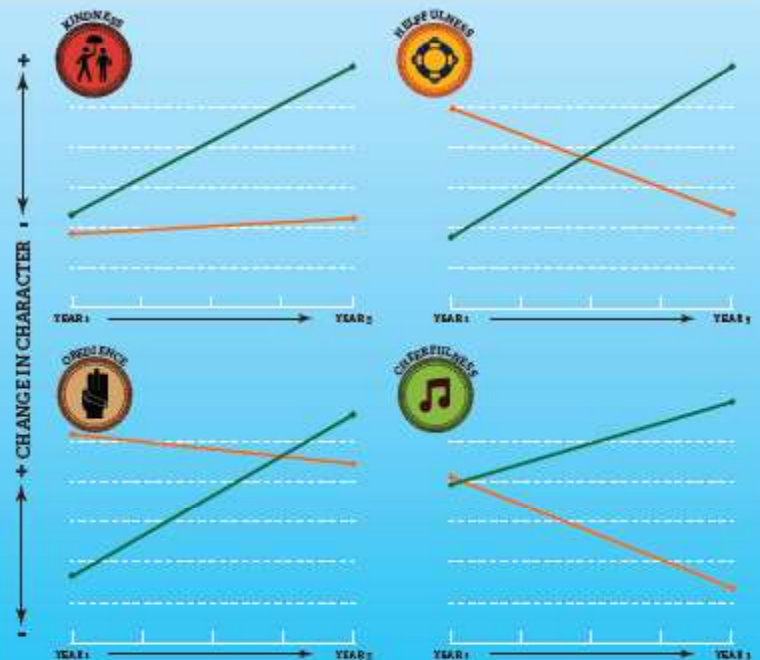 KINDNESS
HELPFULNESS
+
-
CHANGE IN CHARACTER
+
-
YEAR 1
YEAR 3
YEAR 1
YEAR 3
OBEDIENCE
CHEERFULNESS
YEAR 1
YEAR 3
YEAR 1
YEAR 3